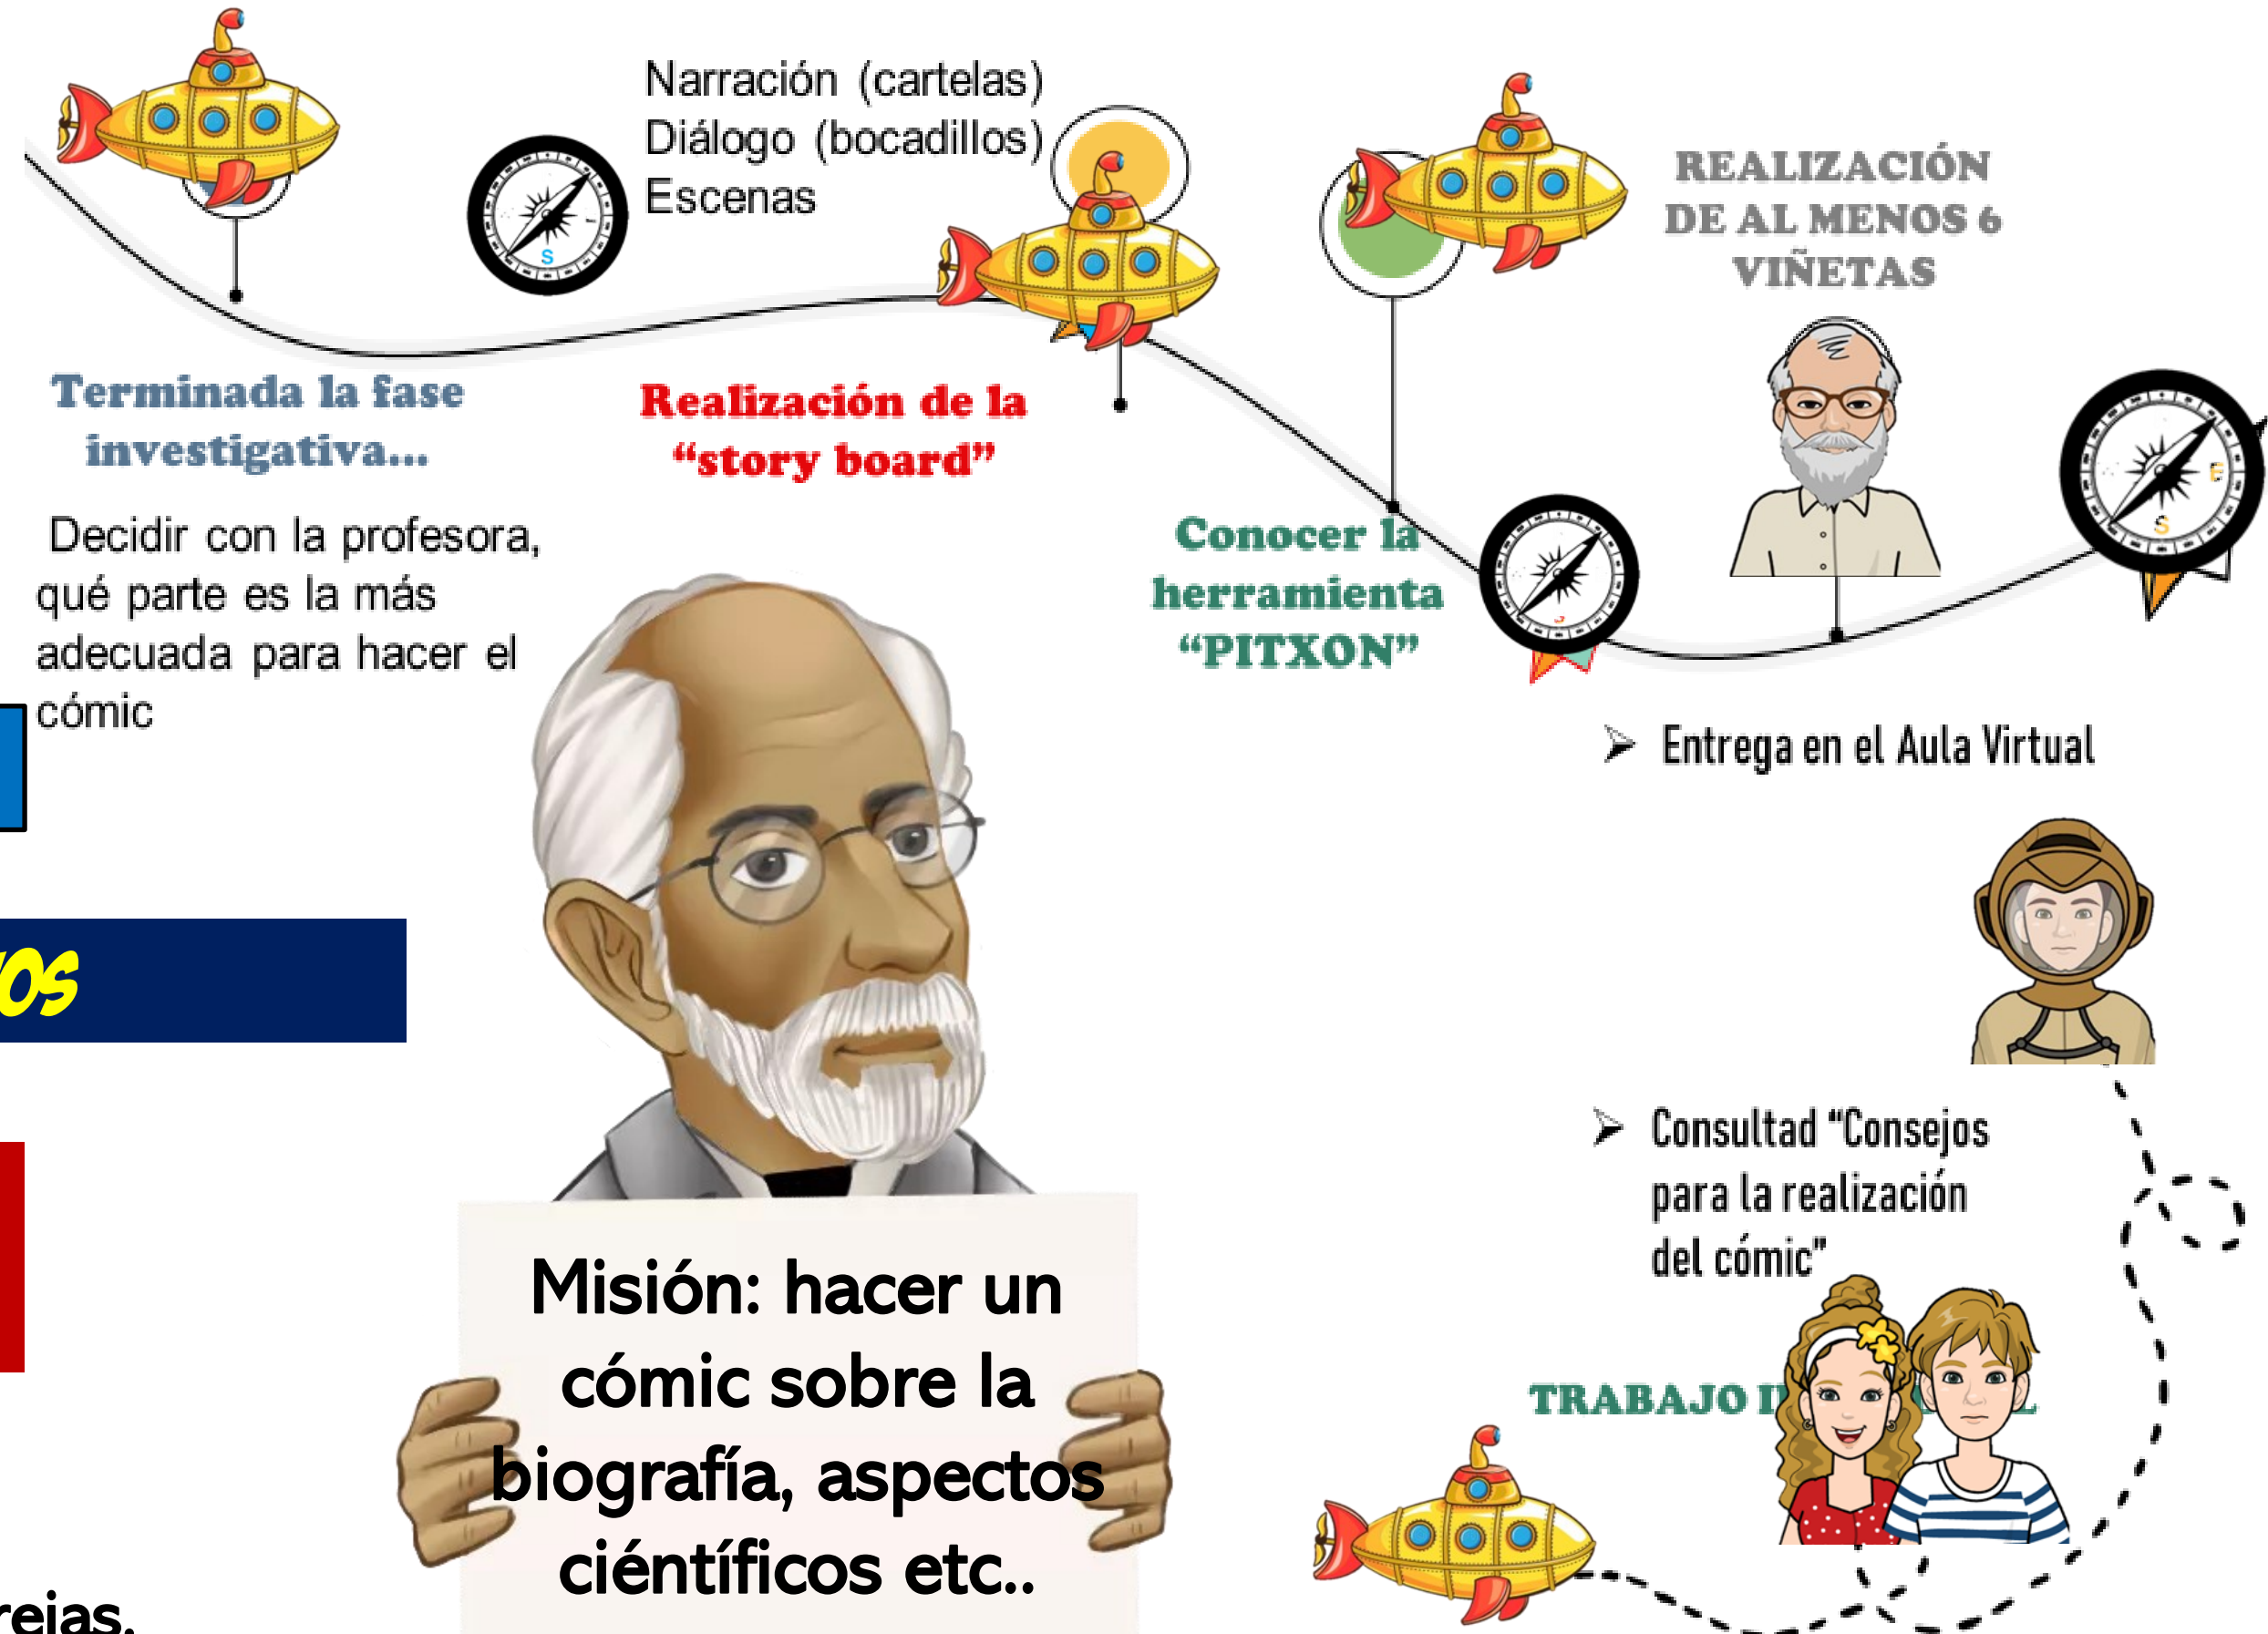 Narración (cartelas)
Diálogo (bocadillos)
Escenas
REALIZACIÓN
DE AL MENOS 6
VIÑETAS
Terminada la fase
investigativa...
Realización de la
“story board”
Decidir con la profesora,
qué parte es la más
adecuada para hacer el
cómic
Conocer la
herramienta
“PITXON”
➢ Entrega en el Aula Virtual
➢ Consultad “Consejos
para la realización
del cómic”
Misión: hacer un
cómic sobre la
biografía, aspectos
ciéntíficos etc..
TRABAJO